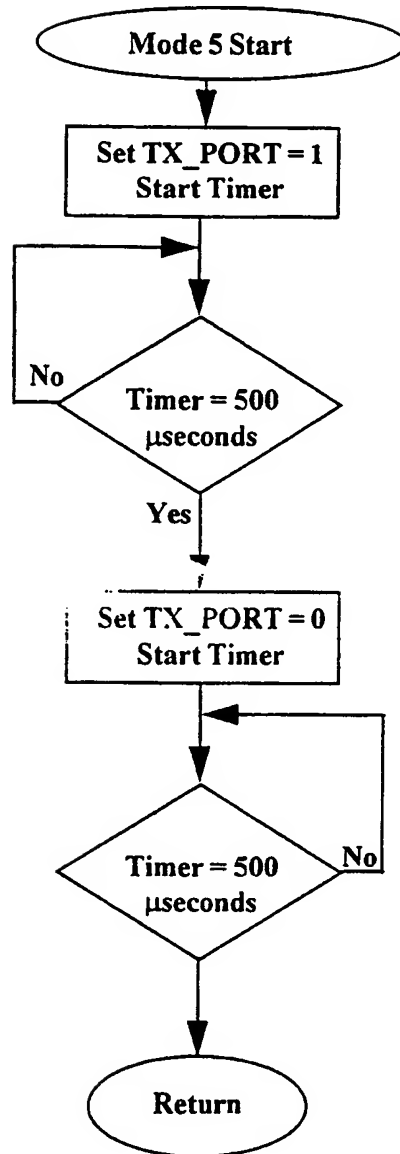 Mode 5 Start
Set TX_PORT = 1
Start Timer
No
Timer = 500
µseconds
Yes
Set TX_PORT = 0
Start Timer
Timer = 500
No
µseconds
Return